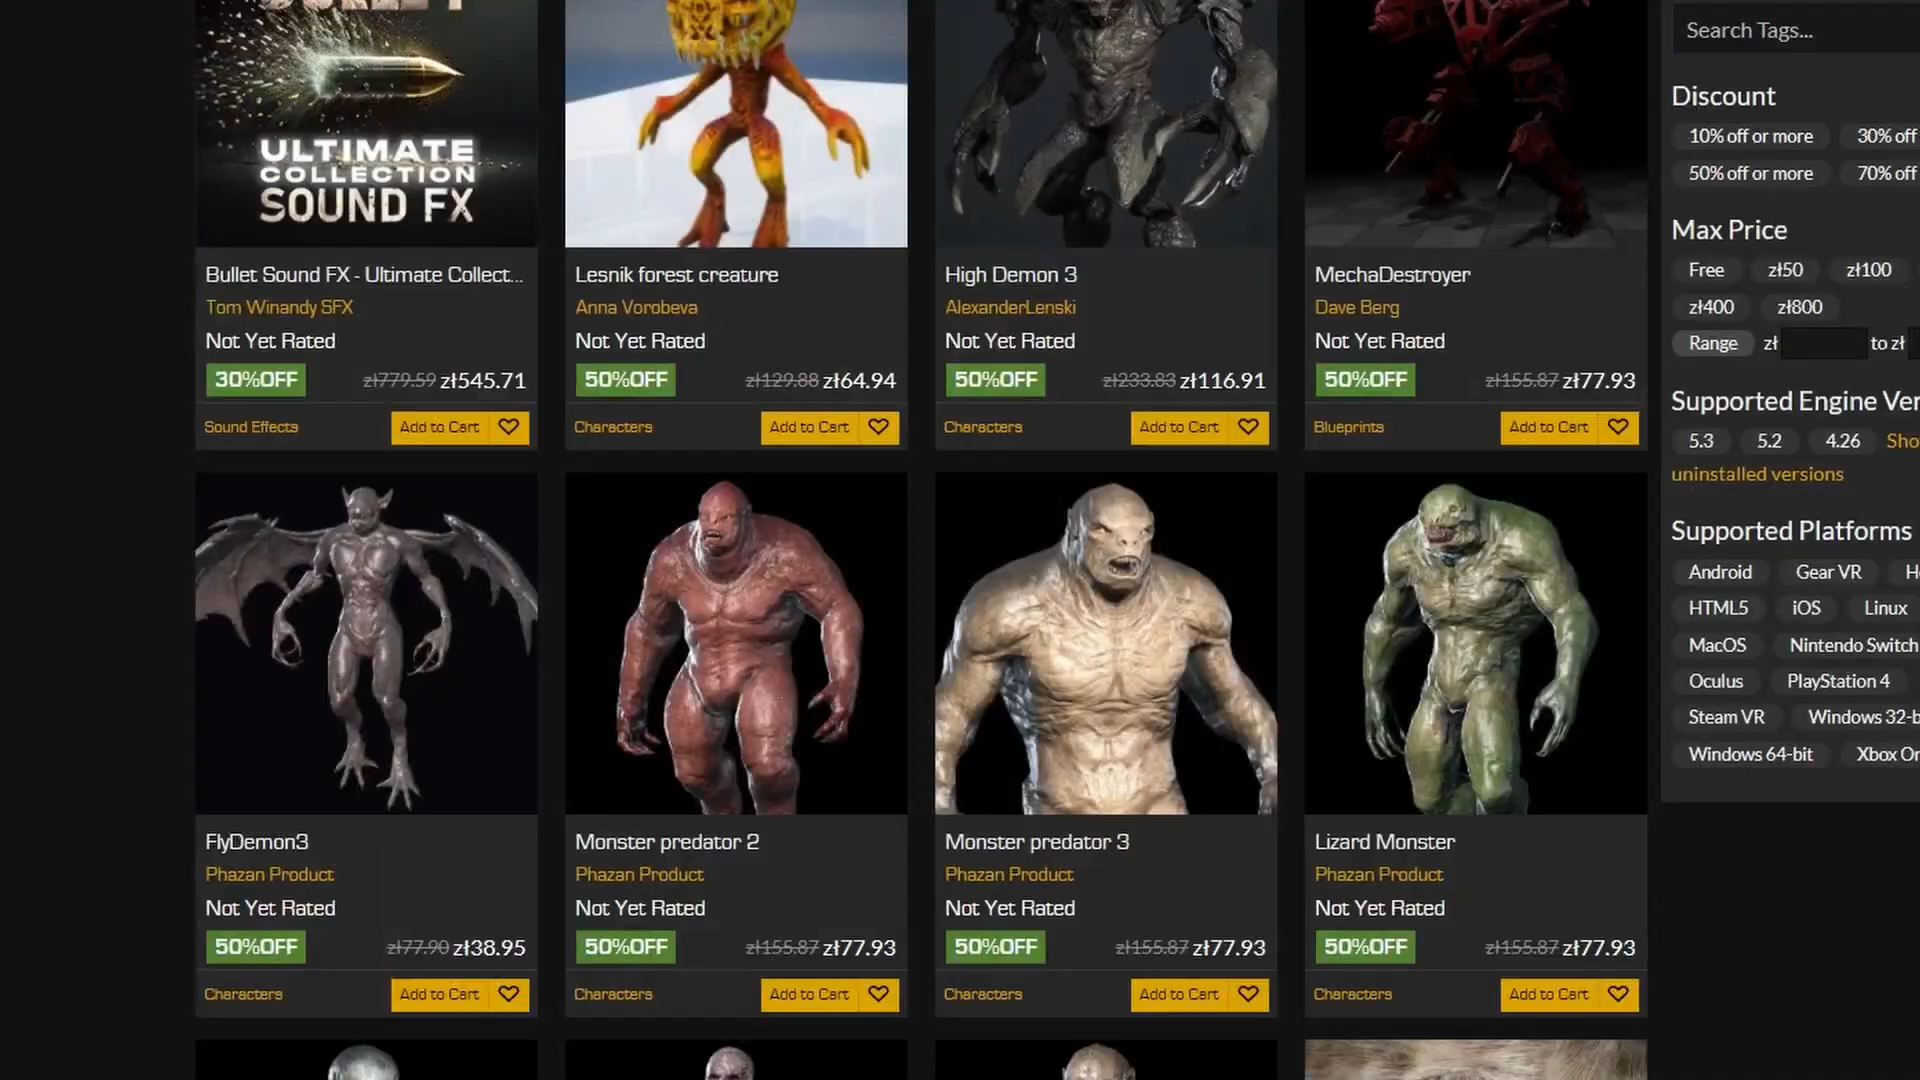 ULTIMATE
COLLECTION
SOUND FX
Bullet Sound FX - Ultimate Collect...
Tom Winandy SFX
Not Yet Rated
30%OFF
zł779.59 zł545.71
Sound Effects
Add to Cart
Lesnik forest creature
Anna Vorobeva
Not Yet Rated
50%OFF
zł129.88 zł64.94
Characters
Add to Cart
High Demon 3
AlexanderLenski
Not Yet Rated
50%OFF
zł233.83 zł116.91
Characters
Add to Cart
MechaDestroyer
Dave Berg
Not Yet Rated
50%OFF
zł155.87 zł77.93
Blueprints
Add to Cart
FlyDemon3
Phazan Product
Not Yet Rated
50%OFF
zł77.90 zł38.95
Characters
Add to Cart
Monster predator 2
Phazan Product
Not Yet Rated
50%OFF
zł155.87 zł77.93
Characters
Add to Cart
Monster predator 3
Phazan Product
Not Yet Rated
50%OFF
zł155.87 zł77.93
Characters
Add to Cart
Lizard Monster
Phazan Product
Not Yet Rated
50%OFF
zł155.87 zł77.93
Characters
Add to Cart
Search Tags...
Discount
10% off or more 30% off
50% off or more 70% off
Max Price
Free zł50 zł100
zł400 zł800
Range zł to zł
Supported Engine Ver
5.3 5.2 4.26 Sho
uninstalled versions
Supported Platforms
Android Gear VR H
HTML5 iOS Linux
MacOS Nintendo Switch
Oculus PlayStation 4
Steam VR Windows 32-b
Windows 64-bit Xbox On